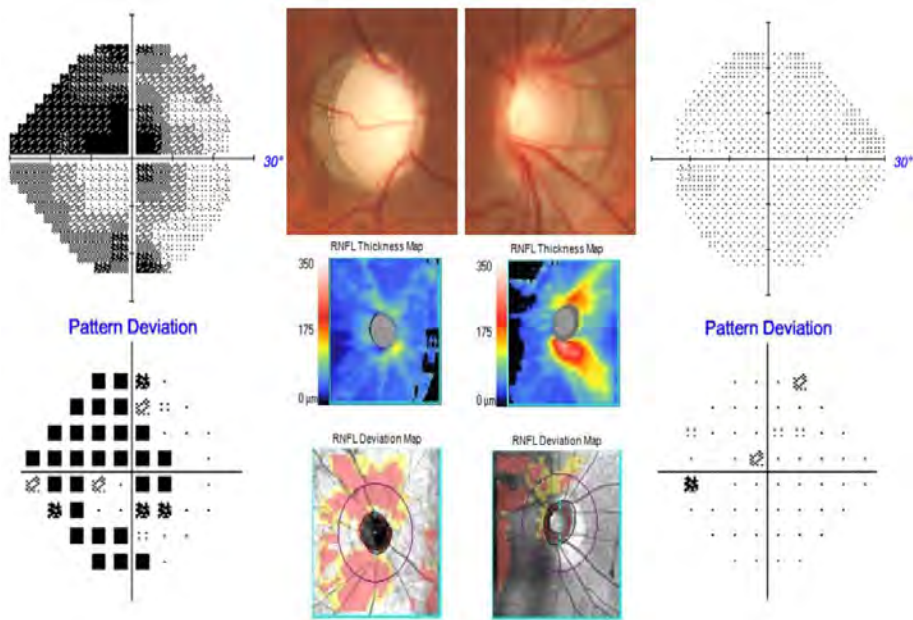 30°
30°
RNFL Thickness Map
RNFL Thickness Map
350
175
0 µm
350
175
0 µm
Pattern Deviation
Pattern Deviation
RNFL Deviation Map
RNFL Deviation Map